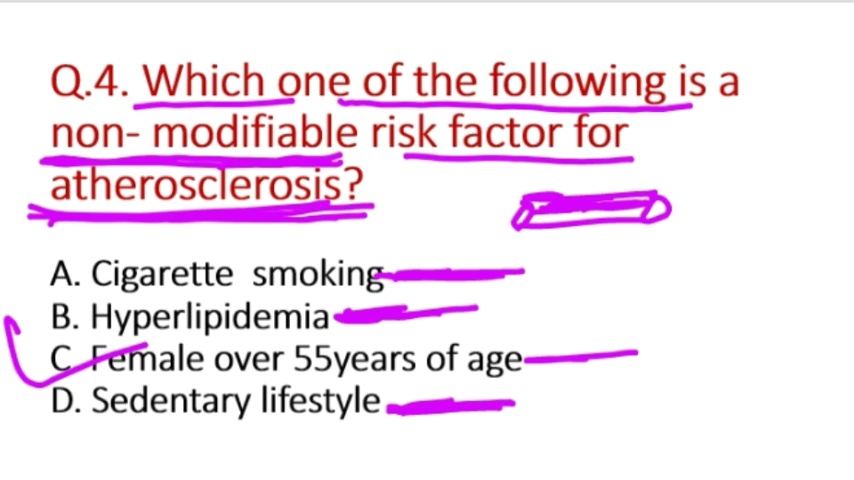 Q.4. Which one of the following is a
non- modifiable risk factor for
atherosclerosis?
A. Cigarette smoking
B. Hyperlipidemia
C. Female over 55years of age
D. Sedentary lifestyle